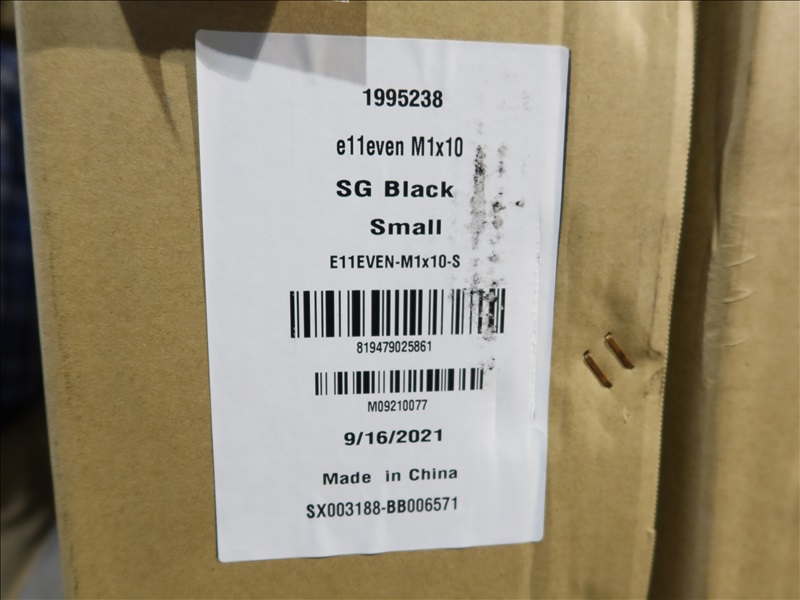 1995238
e11even M1x10
SG Black
Small
E11EVEN-M1x10-S
819479025861
M09210077
9/16/2021
Made in China
SX003188-BB006571